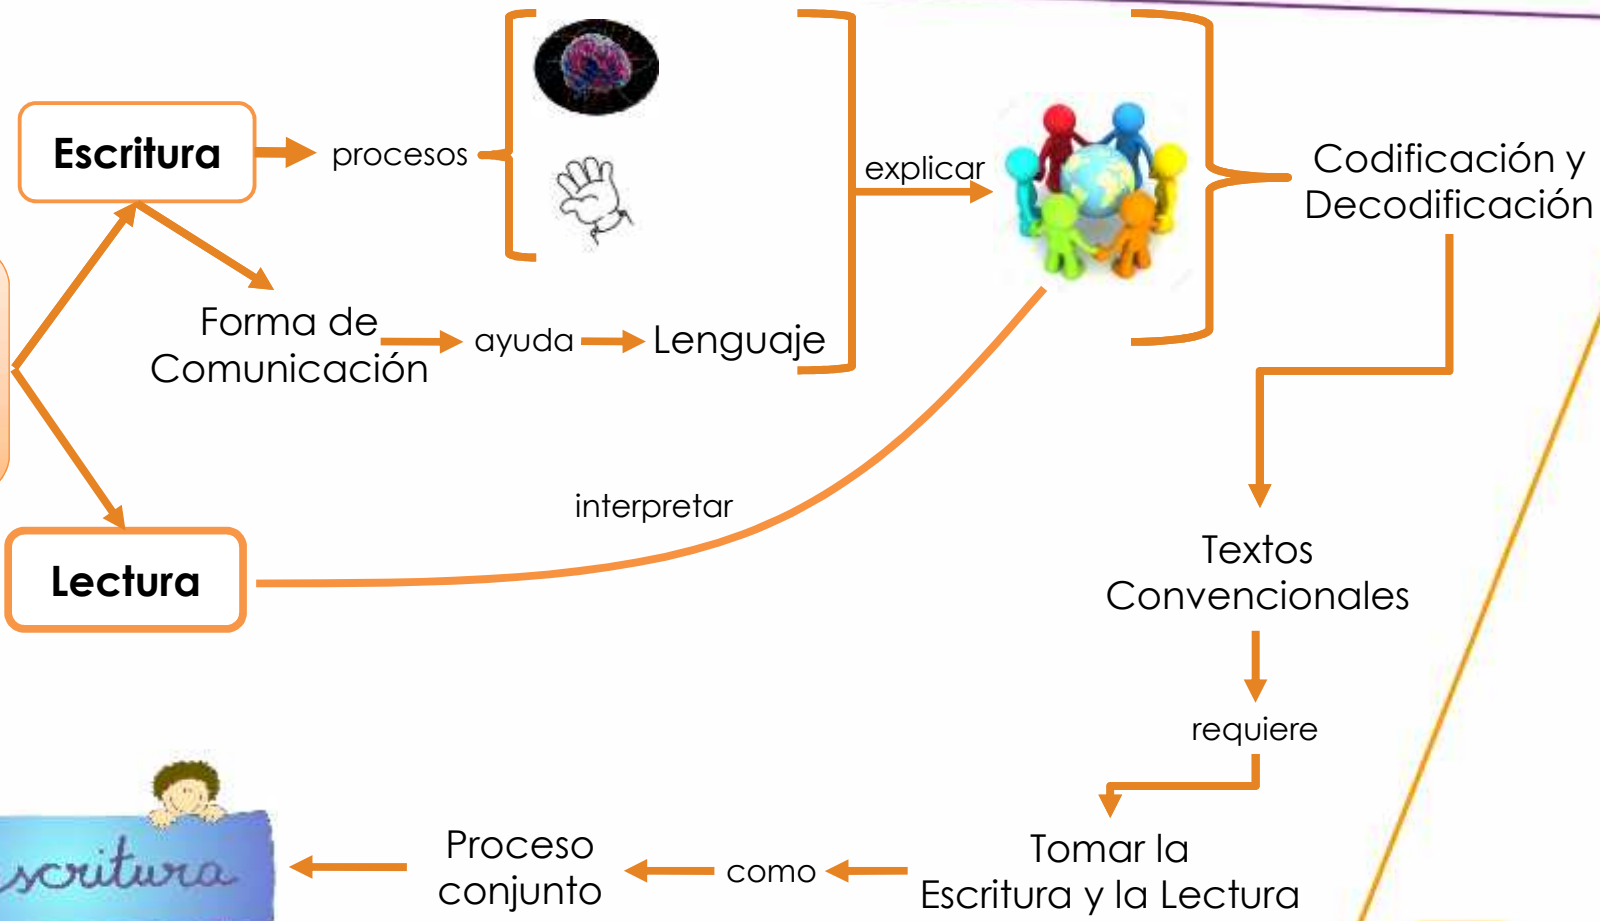 Escritura
procesos
explicar
Codificación y
Decodificación
Forma de
Comunicación
ayuda
Lenguaje
interpretar
Lectura
Textos
Convencionales
requiere
Tomar la
Escritura y la Lectura
como
Proceso
conjunto
scritura